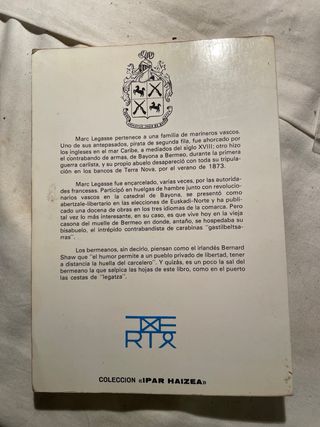 Marc Legasse pertenece a una familia de marineros vascos.
Uno de sus antepasados, pirata de segunda fila, fue ahorcado por
los ingleses en el mar Caribe, a mediados del siglo XVIII; otro hizo
el contrabando de armas, de Bayona a Bermeo, durante la primera
guerra carlista, y su propio abuelo desapareció con toda su tripula-
ción en los bancos de Terra Nova, por el verano de 1873.
Marc Legasse fue encarcelado, varias veces, por las autorida-
des francesas. Participó en huelgas de hambre junto con revolucio-
narios vascos en la catedral de Bayona, se presentó como
abertzale-libertario en las elecciones de Euskadi-Norte y ha publi-
cado una docena de obras en los tres idiomas de la comarca. Pero
tal vez lo más interesante, en su caso, es que vive hoy en la vieja
casona del muelle de Bermeo en donde, antaño, se hospedaba su
bisabuelo, el intrépido contrabandista de carabinas "gastibeltsa-
rras".
Los bermeanos, sin decirlo, piensan como el irlandés Bernard
Shaw que "el humor permite a un pueblo privado de libertad, tener
a distancia la huella del carcelero". Y quizás, es un poco la sal del
bermeano la que salpica las hojas de este libro, como en el puerto
las cestas de "legatza".
COLECCION «IPAR HAIZEA»